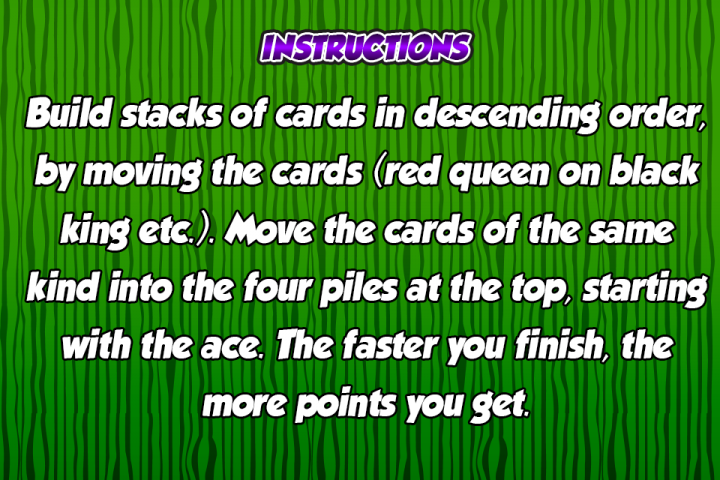 INSTRUCTIONS
Build stacks of cards in descending order,
by moving the cards (red queen on black
king etc.). Move the cards of the same
kind into the four piles at the top, starting
with the ace. The faster you finish, the
more points you get.